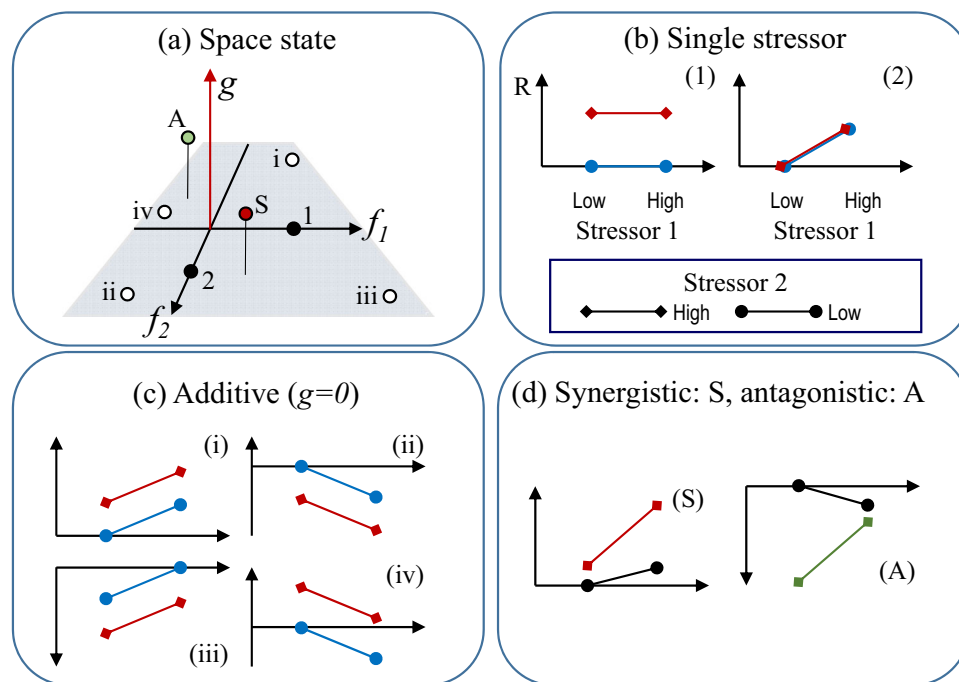 (a) Space state
g
A
i
S
iv
1
f1
2
ii
iii
f2
(b) Single stressor
(1)
(2)
R
Low High
Stressor 1
Low High
Stressor 1
Stressor 2
High Low
(c) Additive (g=0)
(i)
(ii)
(iii)
(iv)
(d) Synergistic: S, antagonistic: A
(S)
(A)